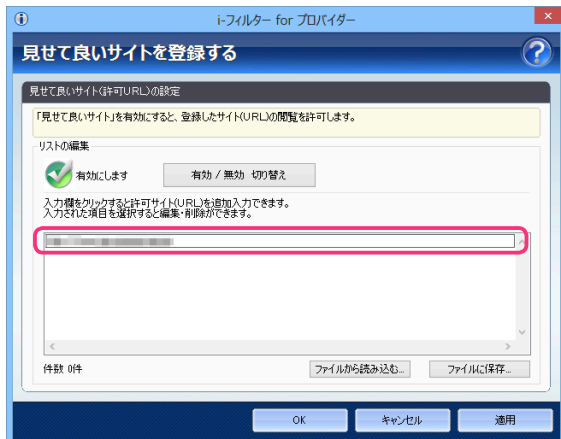 i-フィルター for プロバイダー
見せて良いサイトを登録する
見せて良いサイト(許可URL)の設定
「見せて良いサイト」を有効にすると、登録したサイト(URL)の閲覧を許可します。
リストの編集
有効にします
有効 / 無効 切り替え
入力欄をクリックすると許可サイト(URL)を追加入力できます。
入力された項目を選択すると編集・削除ができます。
件数 0件
ファイルから読み込む...
ファイルに保存...
OK
キャンセル
適用